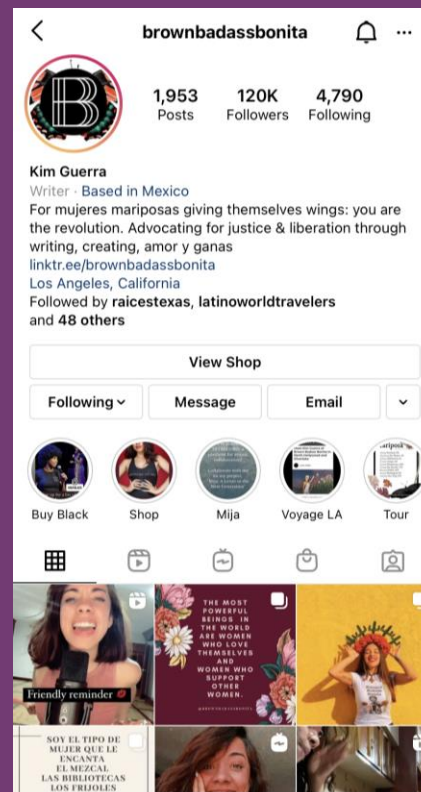 brownbadassbonita
1,953 120K 4,790
Posts Followers Following
Kim Guerra
Writer · Based in Mexico
For mujeres mariposas giving themselves wings: you are
the revolution. Advocating for justice & liberation through
writing, creating, amor y ganas
linktr.ee/brownbadassbonita
Los Angeles, California
Followed by raicestexas, latinoworldtravelers
and 48 others
View Shop
Following Message Email
Buy Black Shop Mija Voyage LA Tour
Friendly reminder 💋
THE MOST
POWERFUL
BEINGS IN
THE WORLD
ARE WOMEN
WHO LOVE
THEMSELVES
AND
WOMEN WHO
SUPPORT
OTHER
WOMEN.
SOY EL TIPO DE
MUJER QUE LE
ENCANTA
EL MEZCAL
LAS BIBLIOTECAS
LOS FRIJOLES